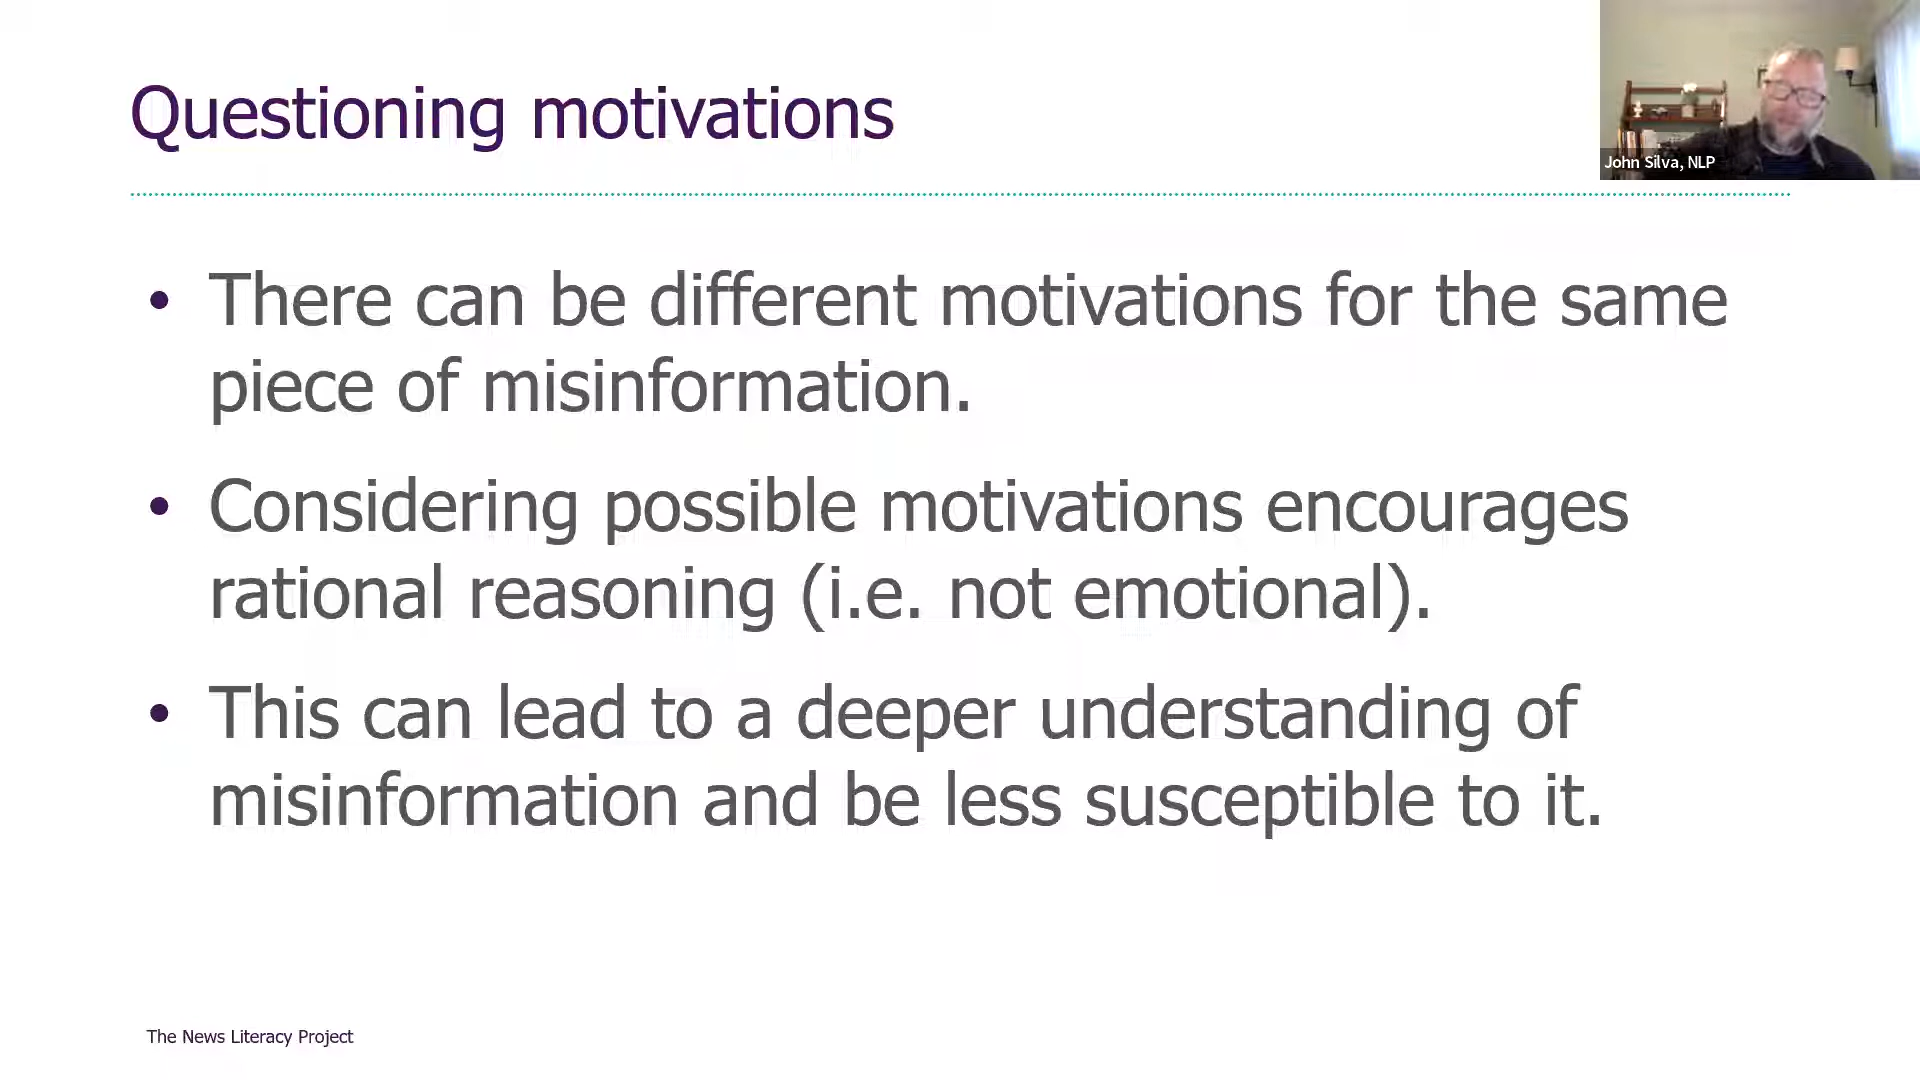 Questioning motivations
John Silva, NLP
• There can be different motivations for the same
piece of misinformation.
• Considering possible motivations encourages
rational reasoning (i.e. not emotional).
• This can lead to a deeper understanding of
misinformation and be less susceptible to it.
The News Literacy Project